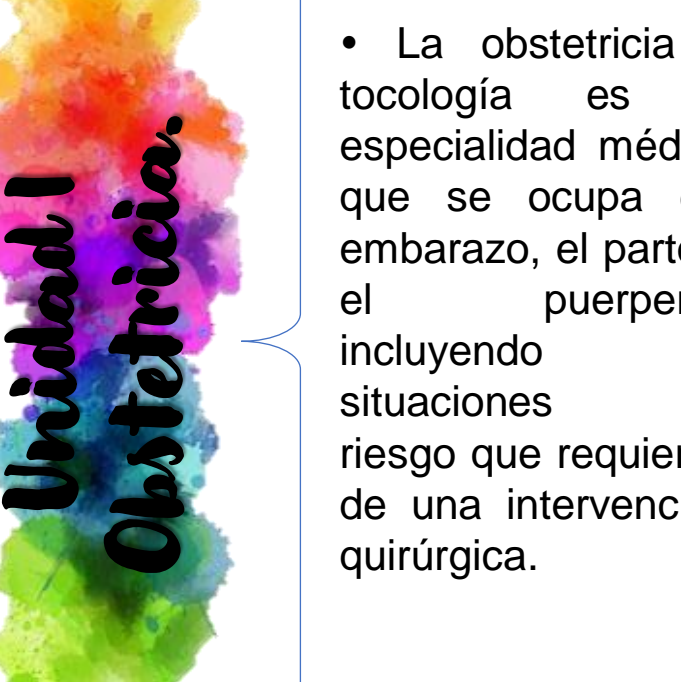 Unidad I
Obstetricia.
• La obstetricia
tocología es
especialidad méd
que se ocupa
embarazo, el part
el puerper
incluyendo
situaciones
riesgo que requier
de una intervenc
quirúrgica.